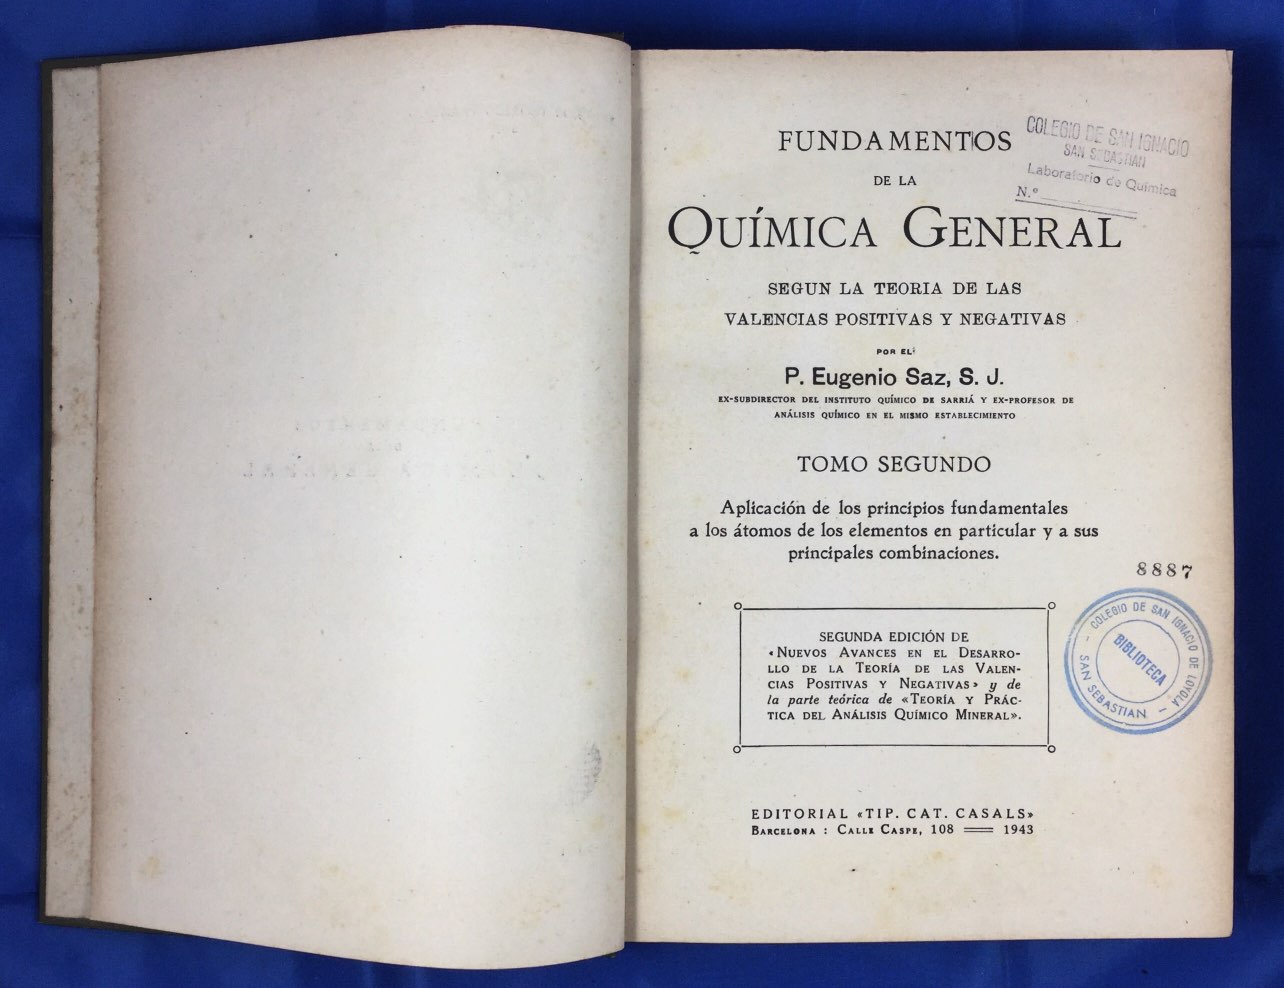 FUNDAMENTOS
DE LA
QUÍMICA GENERAL
SEGUN LA TEORIA DE LAS
VALENCIAS POSITIVAS Y NEGATIVAS
POR EL
P. Eugenio Saz, S. J.
EX-SUBDIRECTOR DEL INSTITUTO QUÍMICO DE SARRIÁ Y EX-PROFESOR DE
ANÁLISIS QUÍMICO EN EL MISMO ESTABLECIMIENTO
TOMO SEGUNDO
Aplicación de los principios fundamentales
a los átomos de los elementos en particular y a sus
principales combinaciones.
SEGUNDA EDICIÓN DE
«NUEVOS AVANCES EN EL DESARRO-
LLO DE LA TEORÍA DE LAS VALEN-
CIAS POSITIVAS Y NEGATIVAS» y de
la parte teórica de «TEORÍA Y PRÁC-
TICA DEL ANÁLISIS QUÍMICO MINERAL».
EDITORIAL «TIP. CAT. CASALS»
BARCELONA : CALLE CASPE, 108 == 1943
COLEGIO DE SAN IGNACIO
SAN SEBASTIAN
Laboratorio de Química
N.º
8887
- COLEGIO DE SAN IGNACIO DE LOYOLA -
SAN SEBASTIAN
BIBLIOTECA